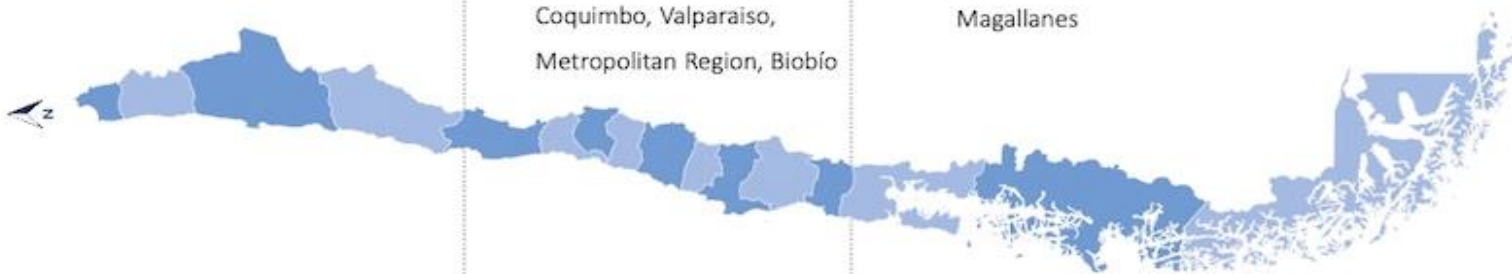 Coquimbo, Valparaiso,
Metropolitan Region, Biobío
Magallanes
z